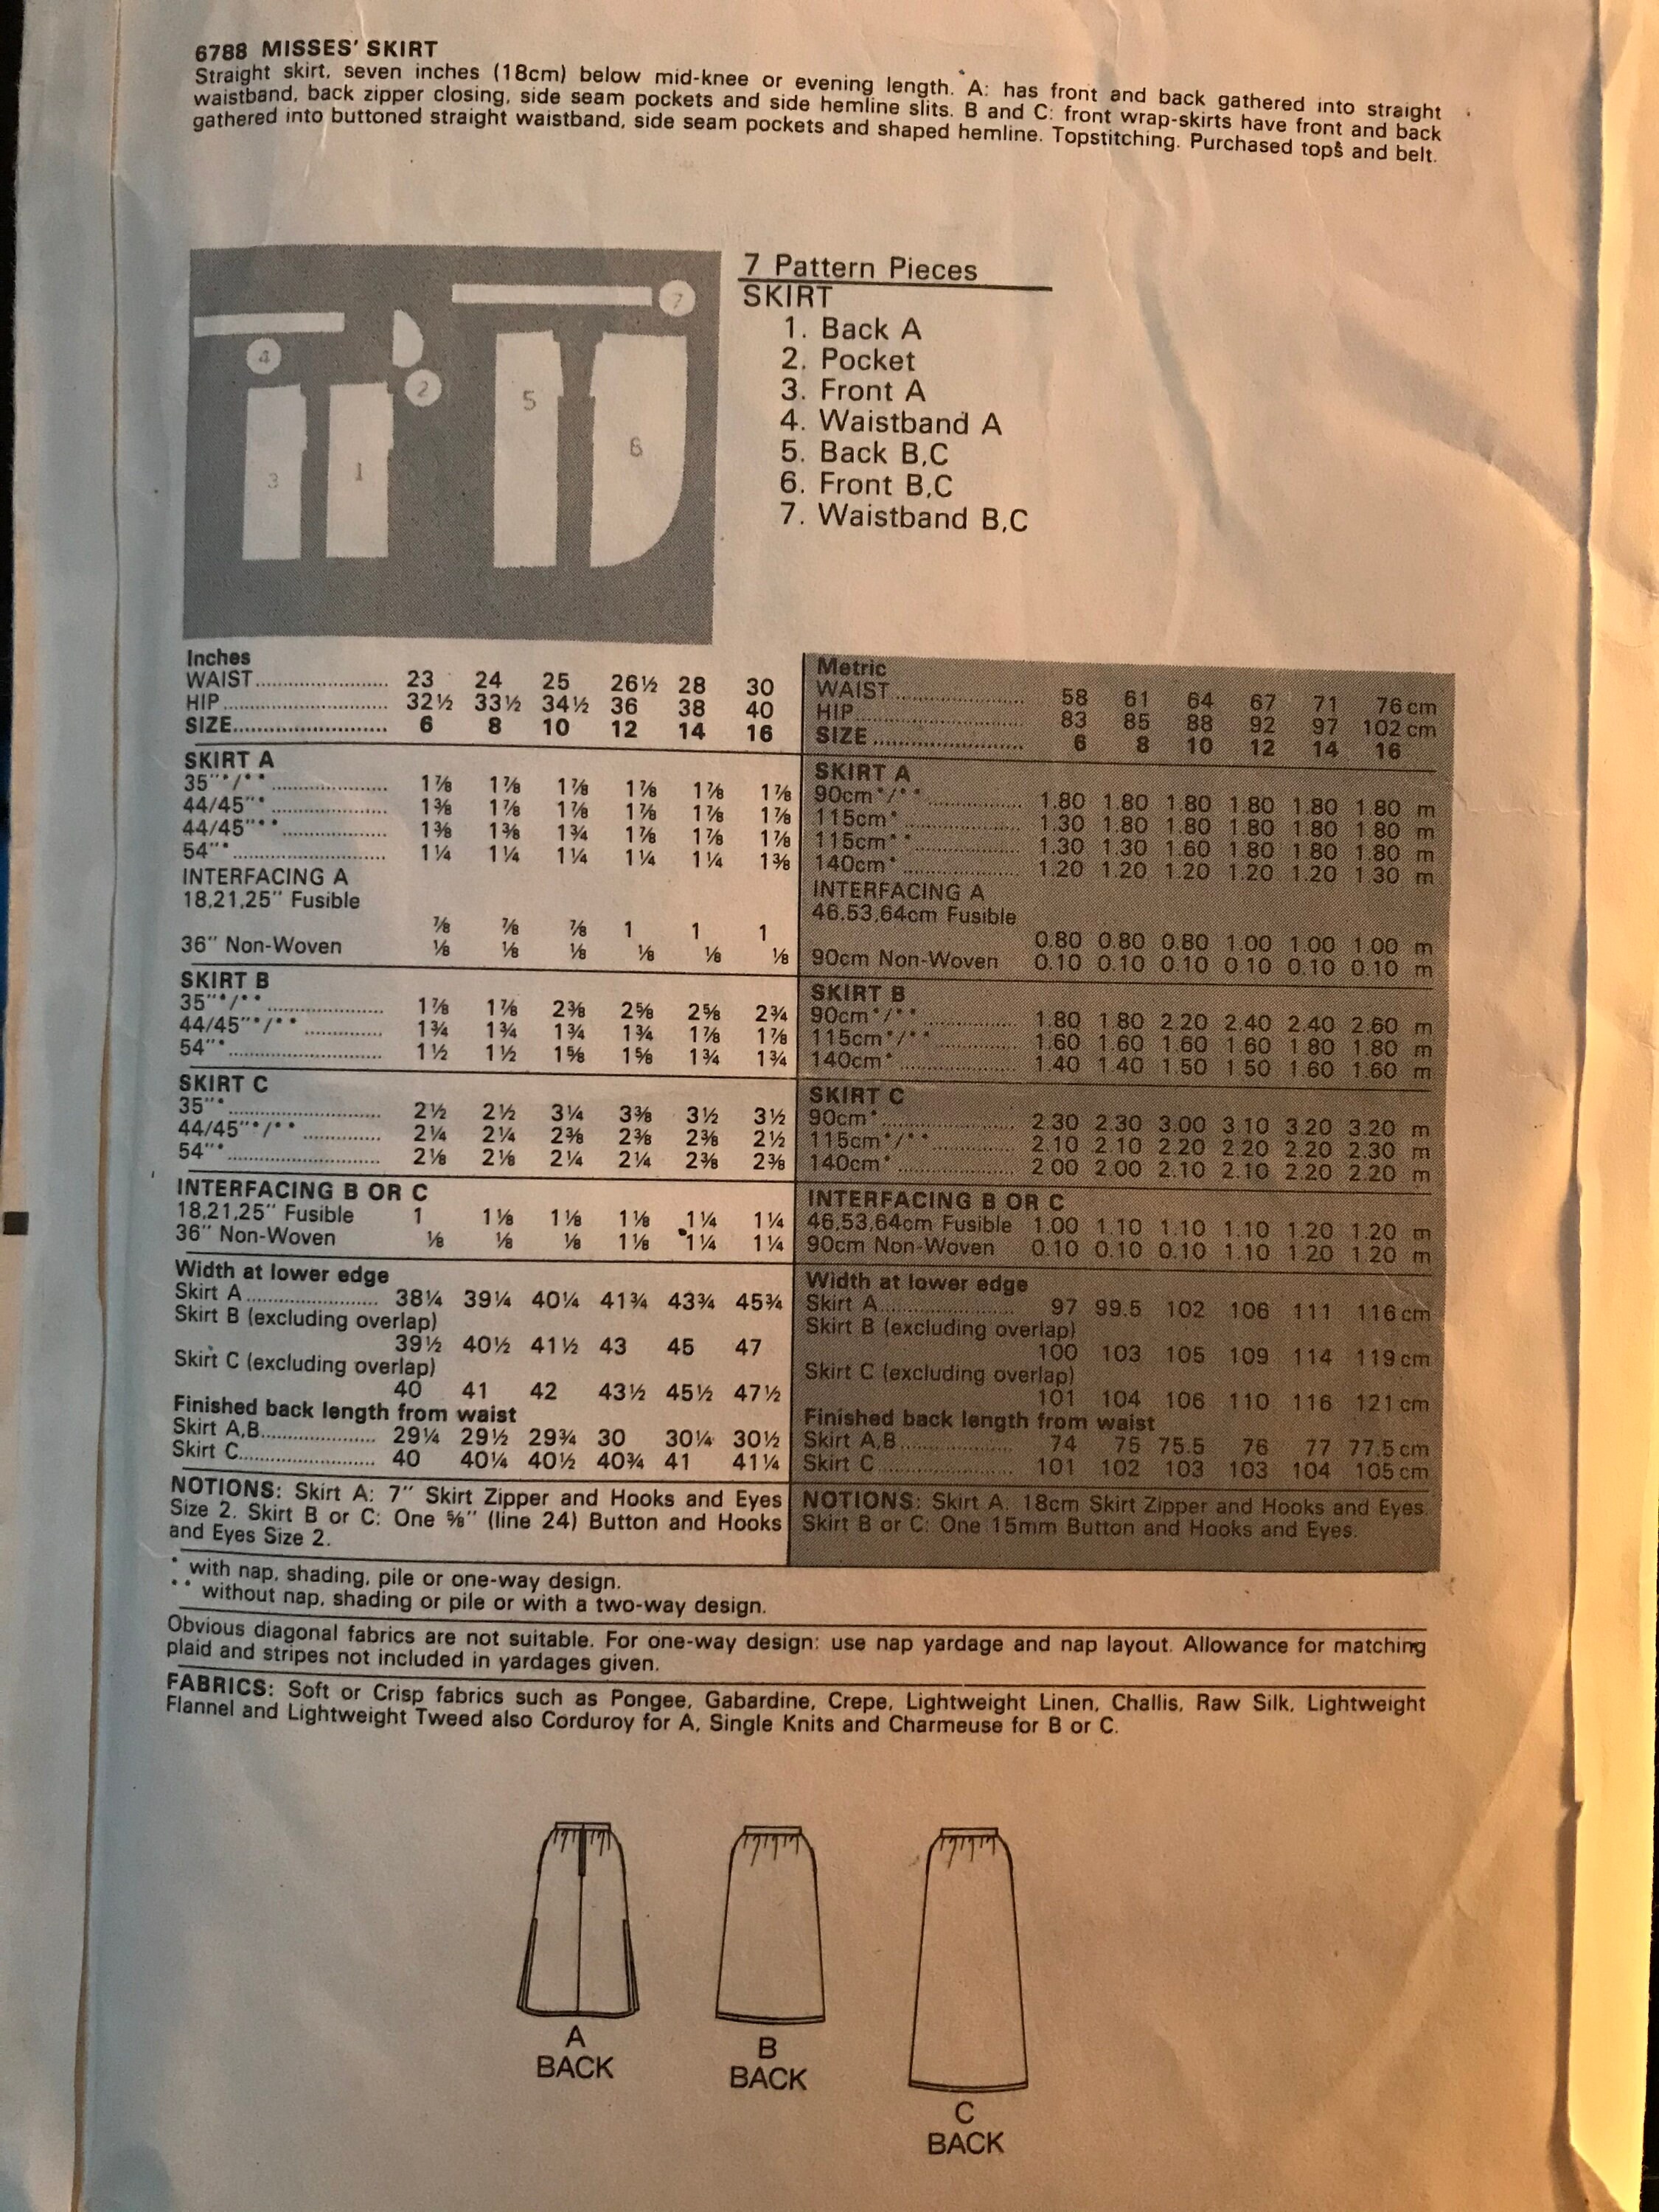 6788 MISSES' SKIRT
Straight skirt, seven inches (18cm) below mid-knee or evening length. A: has front and back gathered into straight
waistband, back zipper closing, side seam pockets and side hemline slits. B and C: front wrap-skirts have front and back
gathered into buttoned straight waistband, side seam pockets and shaped hemline. Topstitching. Purchased tops and belt.
7 Pattern Pieces
SKIRT
1. Back A
2. Pocket
3. Front A
4. Waistband A
5. Back B,C
6. Front B,C
7. Waistband B,C
7
4
2
5
6
3
1
Inches
WAIST 23 24 25 26½ 28 30
HIP 32½ 33½ 34½ 36 38 40
SIZE 6 8 10 12 14 16
SKIRT A
35"*/** 1⅞ 1⅞ 1⅞ 1⅞ 1⅞ 1⅞
44/45"* 1⅜ 1⅞ 1⅞ 1⅞ 1⅞ 1⅞
44/45"** 1⅜ 1⅜ 1¾ 1⅞ 1⅞ 1⅞
54"* 1¼ 1¼ 1¼ 1¼ 1¼ 1⅜
INTERFACING A
18,21,25" Fusible
⅞ ⅞ ⅞ 1 1 1
36" Non-Woven ⅛ ⅛ ⅛ ⅛ ⅛ ⅛
SKIRT B
35"*/** 1⅞ 1⅞ 2⅜ 2⅝ 2⅝ 2¾
44/45"*/** 1¾ 1¾ 1¾ 1¾ 1⅞ 1⅞
54"* 1½ 1½ 1⅝ 1⅝ 1¾ 1¾
SKIRT C
35"* 2½ 2½ 3¼ 3⅜ 3½ 3½
44/45"*/** 2¼ 2¼ 2⅜ 2⅜ 2⅜ 2½
54"* 2⅛ 2⅛ 2¼ 2¼ 2⅜ 2⅜
INTERFACING B OR C
18,21,25" Fusible 1 1⅛ 1⅛ 1⅛ 1¼ 1¼
36" Non-Woven ⅛ ⅛ ⅛ 1⅛ 1¼ 1¼
Width at lower edge
Skirt A 38¼ 39¼ 40¼ 41¾ 43¾ 45¾
Skirt B (excluding overlap)
39½ 40½ 41½ 43 45 47
Skirt C (excluding overlap)
40 41 42 43½ 45½ 47½
Finished back length from waist
Skirt A,B 29¼ 29½ 29¾ 30 30¼ 30½
Skirt C 40 40¼ 40½ 40¾ 41 41¼
NOTIONS: Skirt A: 7" Skirt Zipper and Hooks and Eyes
Size 2. Skirt B or C: One ⅝" (line 24) Button and Hooks
and Eyes Size 2.
Metric
WAIST 58 61 64 67 71 76 cm
HIP 83 85 88 92 97 102 cm
SIZE 6 8 10 12 14 16
SKIRT A
90cm*/** 1.80 1.80 1.80 1.80 1.80 1.80 m
115cm* 1.30 1.80 1.80 1.80 1.80 1.80 m
115cm** 1.30 1.30 1.60 1.80 1.80 1.80 m
140cm* 1.20 1.20 1.20 1.20 1.20 1.30 m
INTERFACING A
46,53,64cm Fusible
0.80 0.80 0.80 1.00 1.00 1.00 m
90cm Non-Woven 0.10 0.10 0.10 0.10 0.10 0.10 m
SKIRT B
90cm*/** 1.80 1.80 2.20 2.40 2.40 2.60 m
115cm*/** 1.60 1.60 1.60 1.60 1.80 1.80 m
140cm* 1.40 1.40 1.50 1.50 1.60 1.60 m
SKIRT C
90cm* 2.30 2.30 3.00 3.10 3.20 3.20 m
115cm*/** 2.10 2.10 2.20 2.20 2.20 2.30 m
140cm* 2.00 2.00 2.10 2.10 2.20 2.20 m
INTERFACING B OR C
46,53,64cm Fusible 1.00 1.10 1.10 1.10 1.20 1.20 m
90cm Non-Woven 0.10 0.10 0.10 1.10 1.20 1.20 m
Width at lower edge
Skirt A 97 99.5 102 106 111 116 cm
Skirt B (excluding overlap)
100 103 105 109 114 119 cm
Skirt C (excluding overlap)
101 104 106 110 116 121 cm
Finished back length from waist
Skirt A,B 74 75 75.5 76 77 77.5 cm
Skirt C 101 102 103 103 104 105 cm
NOTIONS: Skirt A: 18cm Skirt Zipper and Hooks and Eyes.
Skirt B or C: One 15mm Button and Hooks and Eyes.
* with nap, shading, pile or one-way design.
** without nap, shading or pile or with a two-way design.
Obvious diagonal fabrics are not suitable. For one-way design: use nap yardage and nap layout. Allowance for matching
plaid and stripes not included in yardages given.
FABRICS: Soft or Crisp fabrics such as Pongee, Gabardine, Crepe, Lightweight Linen, Challis, Raw Silk, Lightweight
Flannel and Lightweight Tweed also Corduroy for A, Single Knits and Charmeuse for B or C.
A
BACK
B
BACK
C
BACK